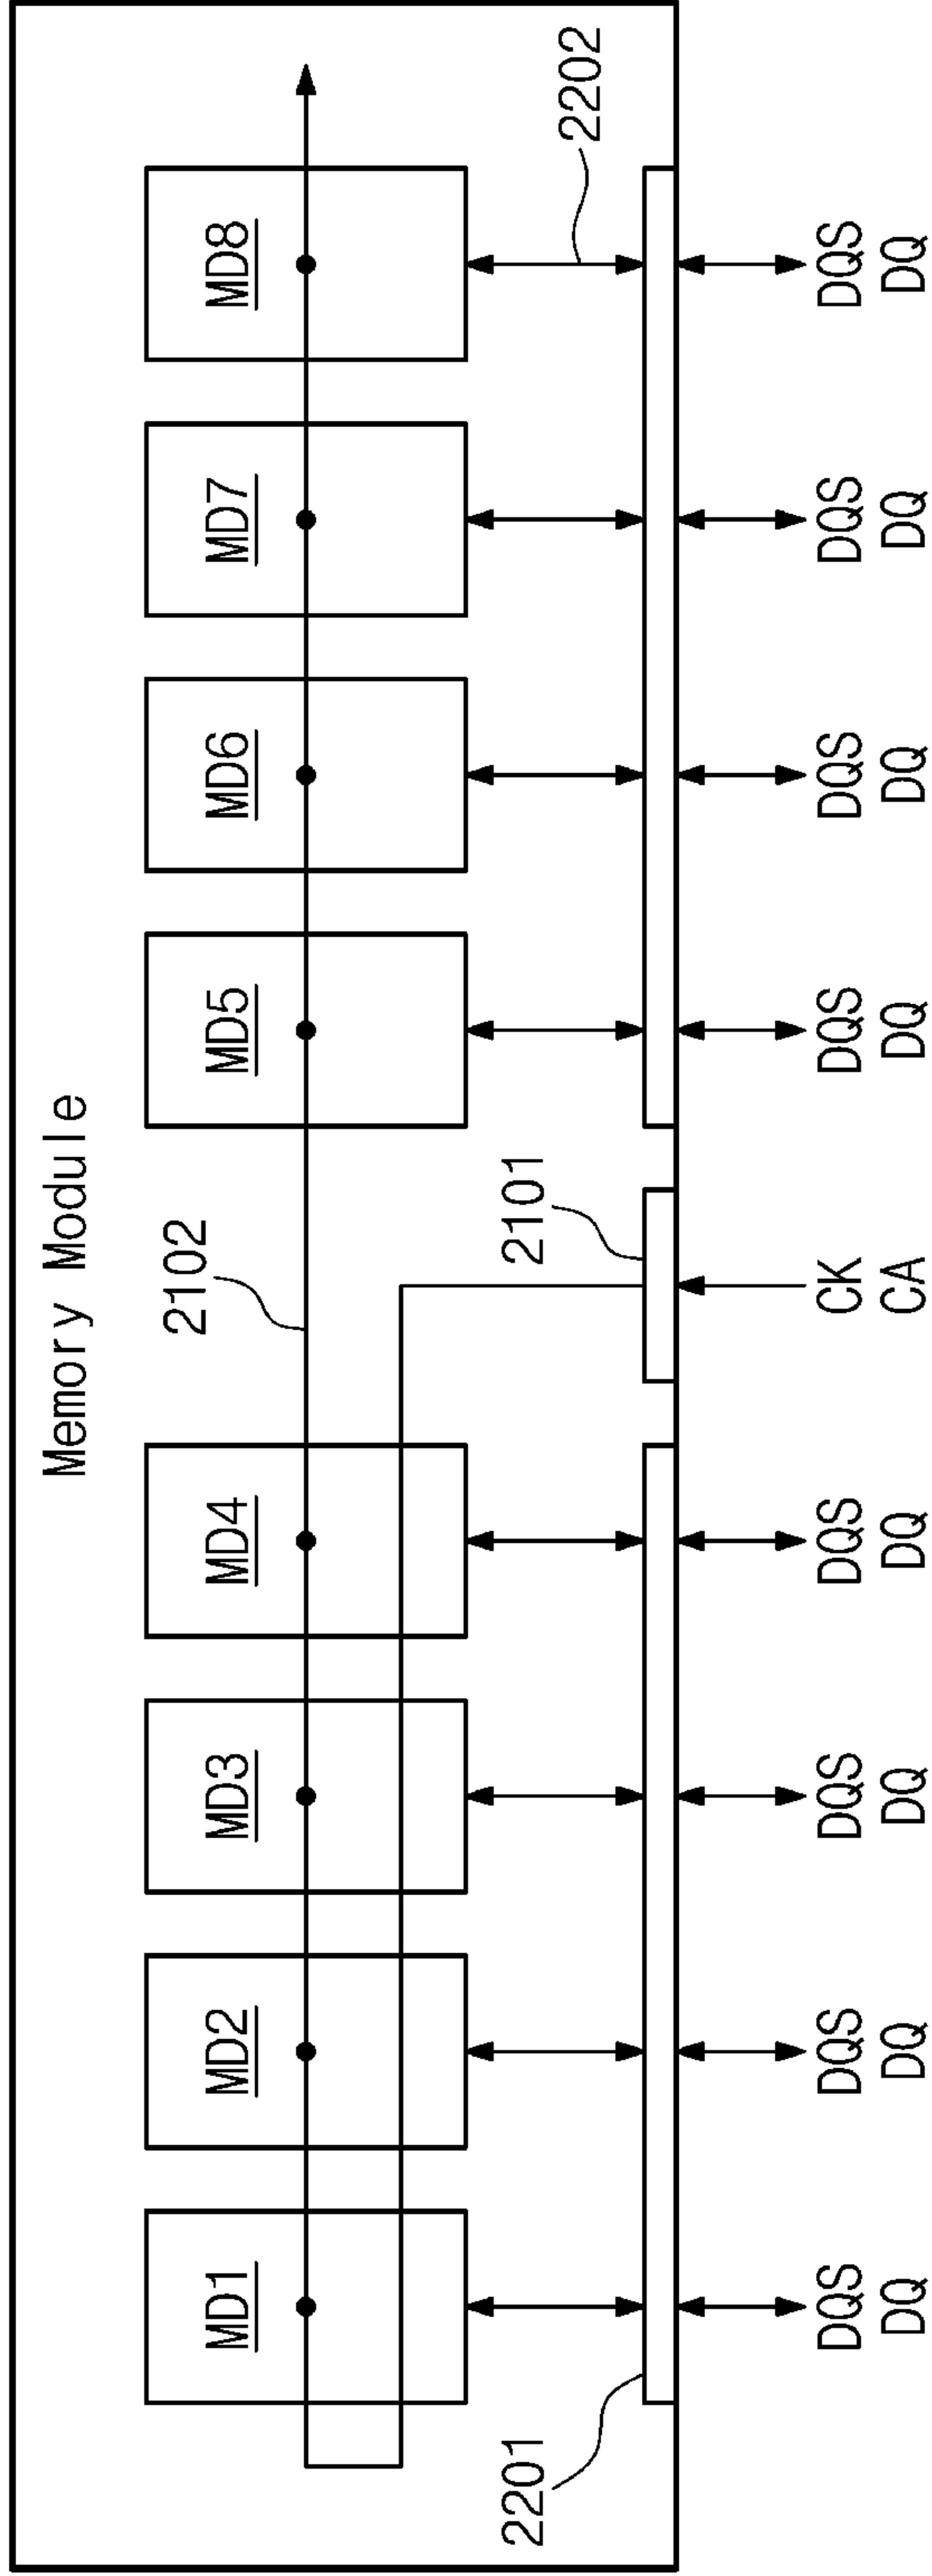 Memory Module
2102
MD1 MD2 MD3 MD4 MD5 MD6 MD7 MD8
2201 2101 2202
DQS DQS DQS DQS CK DQS DQS DQS DQS
DQ DQ DQ DQ CA DQ DQ DQ DQ